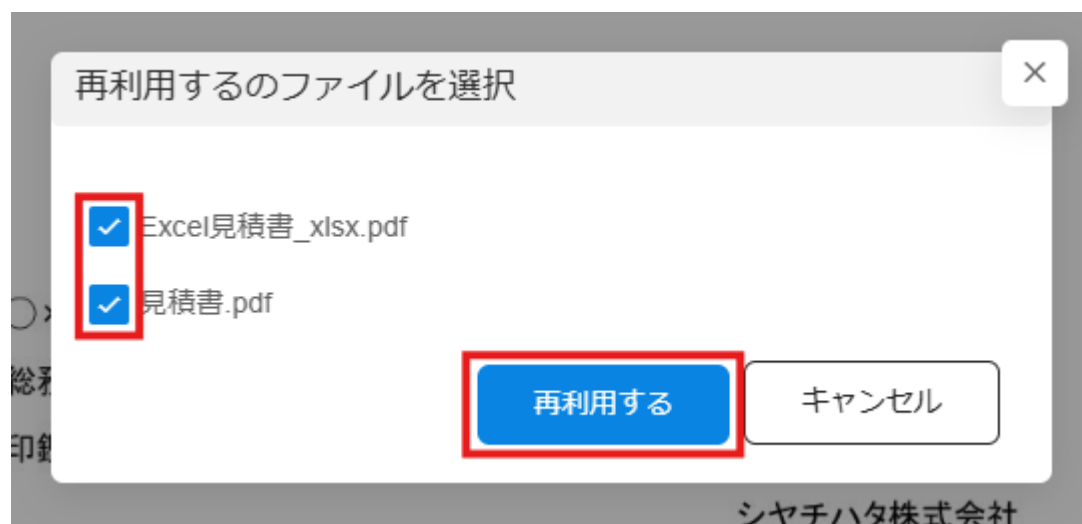 再利用するのファイルを選択
Excel見積書_xlsx.pdf
見積書.pdf
総務
印鑑
再利用する
キャンセル
シヤチハタ株式会社